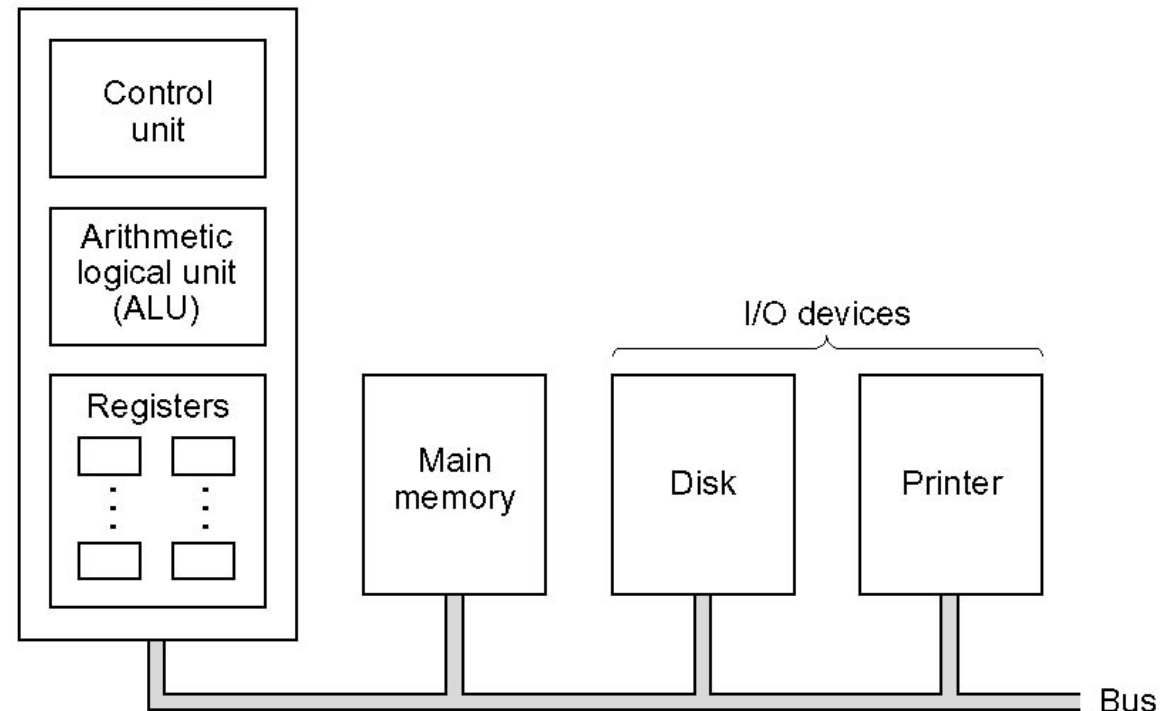 Control
unit
Arithmetic
logical unit
(ALU)
Registers
Main
memory
I/O devices
Disk
Printer
Bus